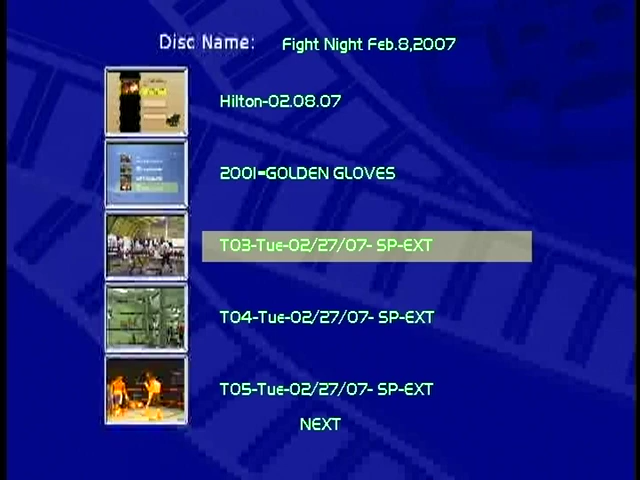 Disc Name: Fight Night Feb.8,2007
Hilton-02.08.07
2001=GOLDEN GLOVES
T03-Tue-02/27/07- SP-EXT
T04-Tue-02/27/07- SP-EXT
T05-Tue-02/27/07- SP-EXT
NEXT